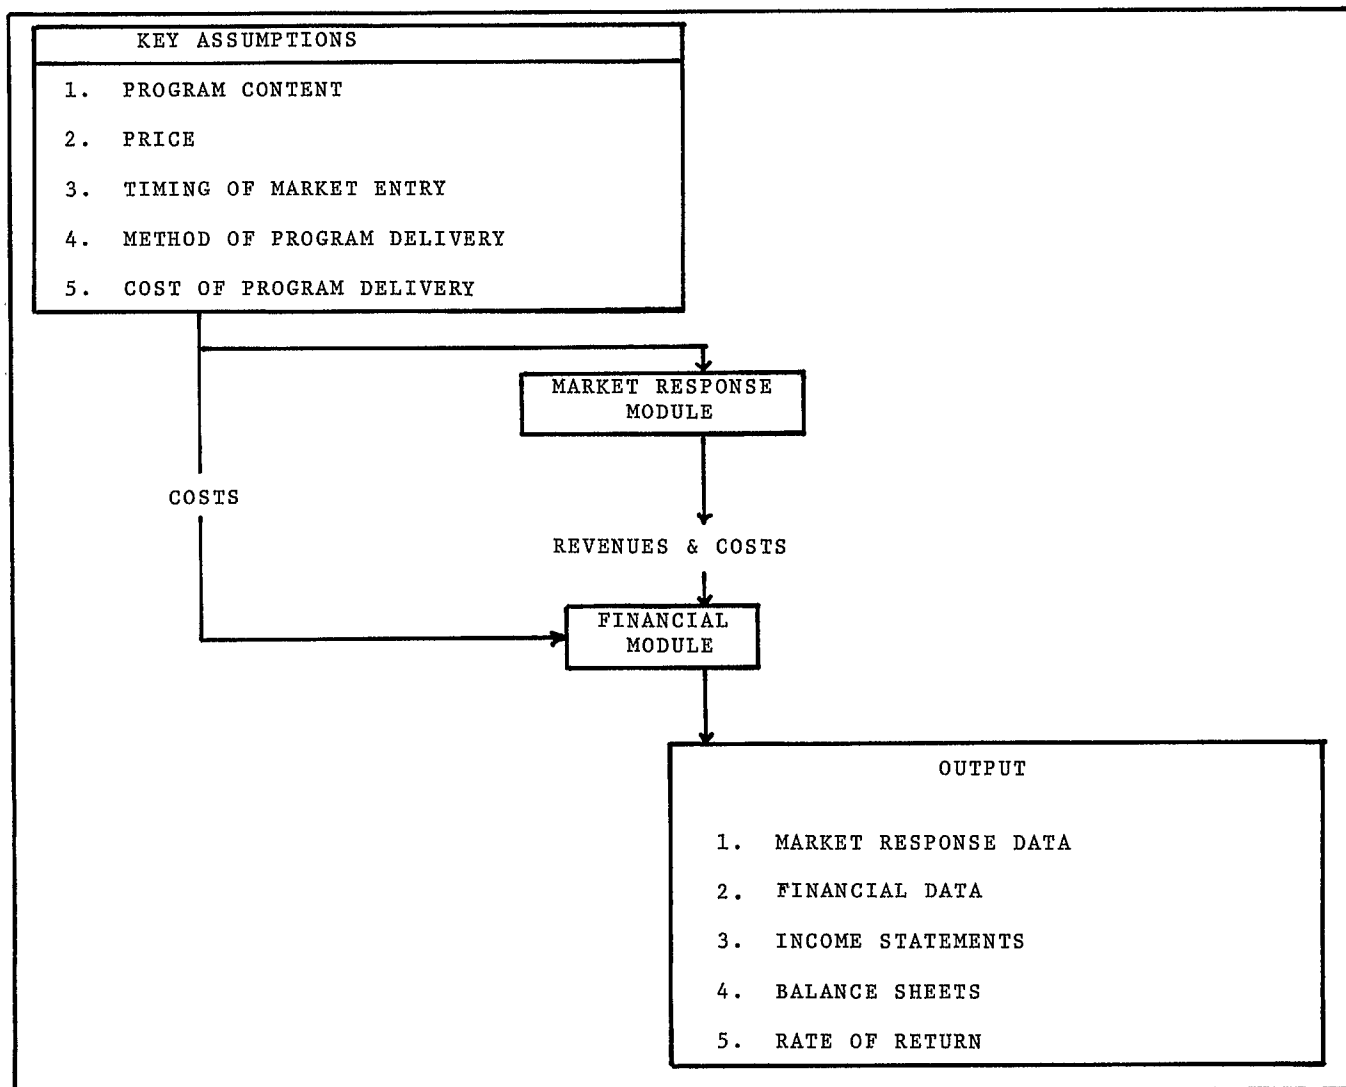 KEY ASSUMPTIONS
1. PROGRAM CONTENT
2. PRICE
3. TIMING OF MARKET ENTRY
4. METHOD OF PROGRAM DELIVERY
5. COST OF PROGRAM DELIVERY
MARKET RESPONSE
MODULE
COSTS
REVENUES & COSTS
FINANCIAL
MODULE
OUTPUT
1. MARKET RESPONSE DATA
2. FINANCIAL DATA
3. INCOME STATEMENTS
4. BALANCE SHEETS
5. RATE OF RETURN